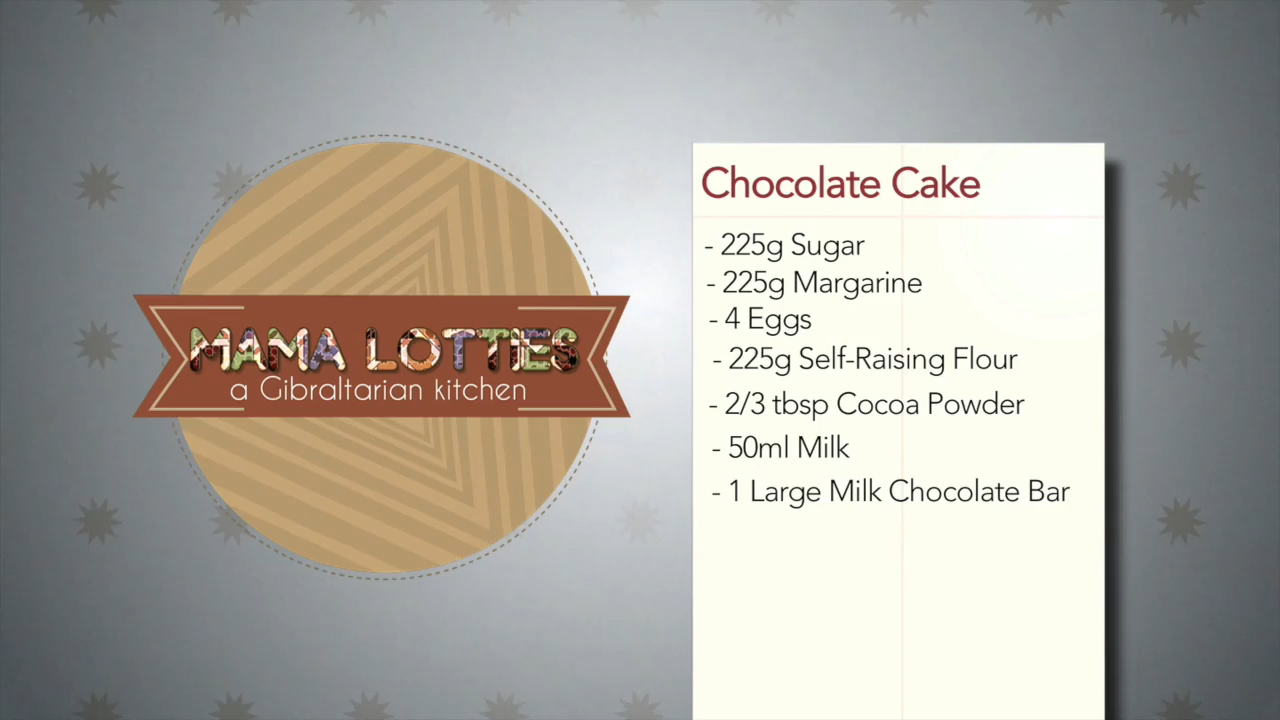 MAMA LOTTIES
a Gibraltarian kitchen
Chocolate Cake
- 225g Sugar
- 225g Margarine
- 4 Eggs
- 225g Self-Raising Flour
- 2/3 tbsp Cocoa Powder
- 50ml Milk
- 1 Large Milk Chocolate Bar